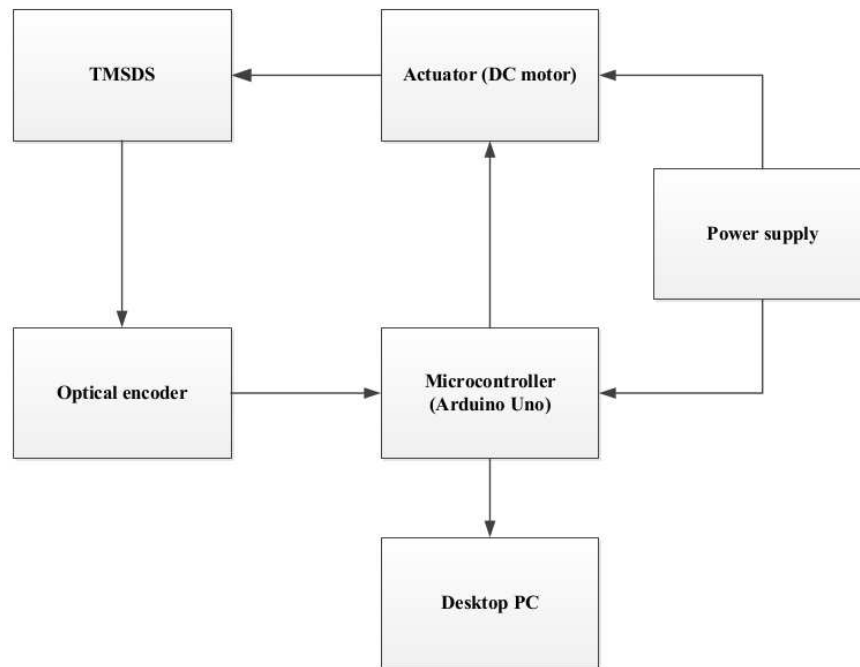 TMSDS
Actuator (DC motor)
Power supply
Optical encoder
Microcontroller
(Arduino Uno)
Desktop PC